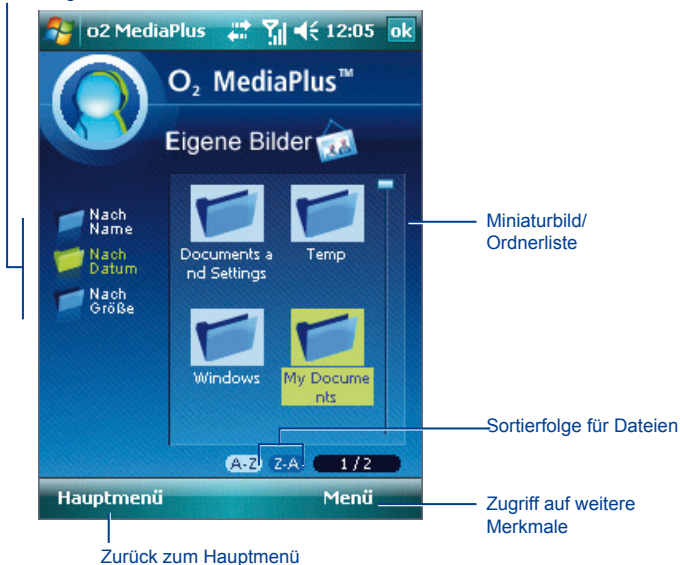 o2 MediaPlus 12:05 ok
O₂ MediaPlus™
Eigene Bilder
Nach
Name
Nach
Datum
Nach
Größe
Documents a
nd Settings
Temp
Windows
My Docume
nts
A-Z Z-A 1/2
Hauptmenü Menü
Miniaturbild/
Ordnerliste
Sortierfolge für Dateien
Zugriff auf weitere
Merkmale
Zurück zum Hauptmenü